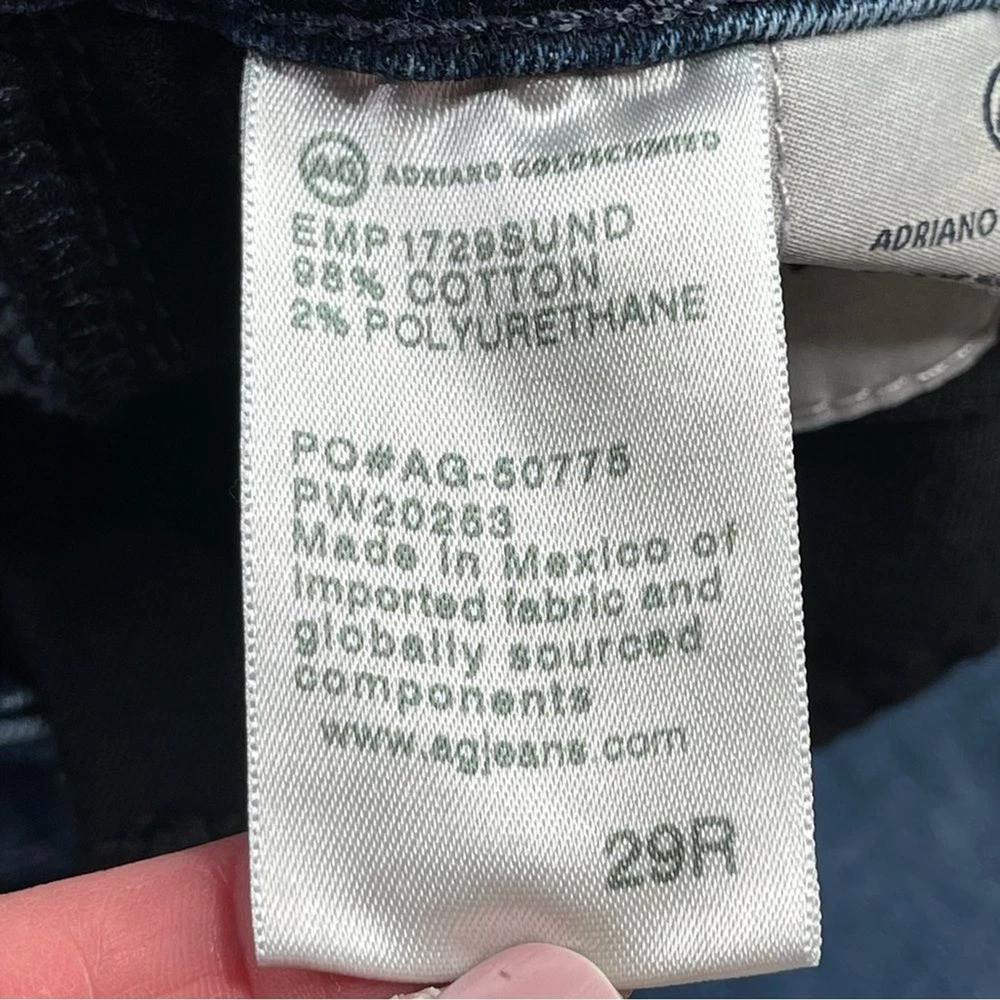 AG ADRIANO GOLDSCHMIED
EMP1729SUND
98% COTTON
2% POLYURETHANE
PO#AG-50775
PW20253
Made in Mexico of
imported fabric and
globally sourced
components
www.agjeans.com
29R
ADRIANO